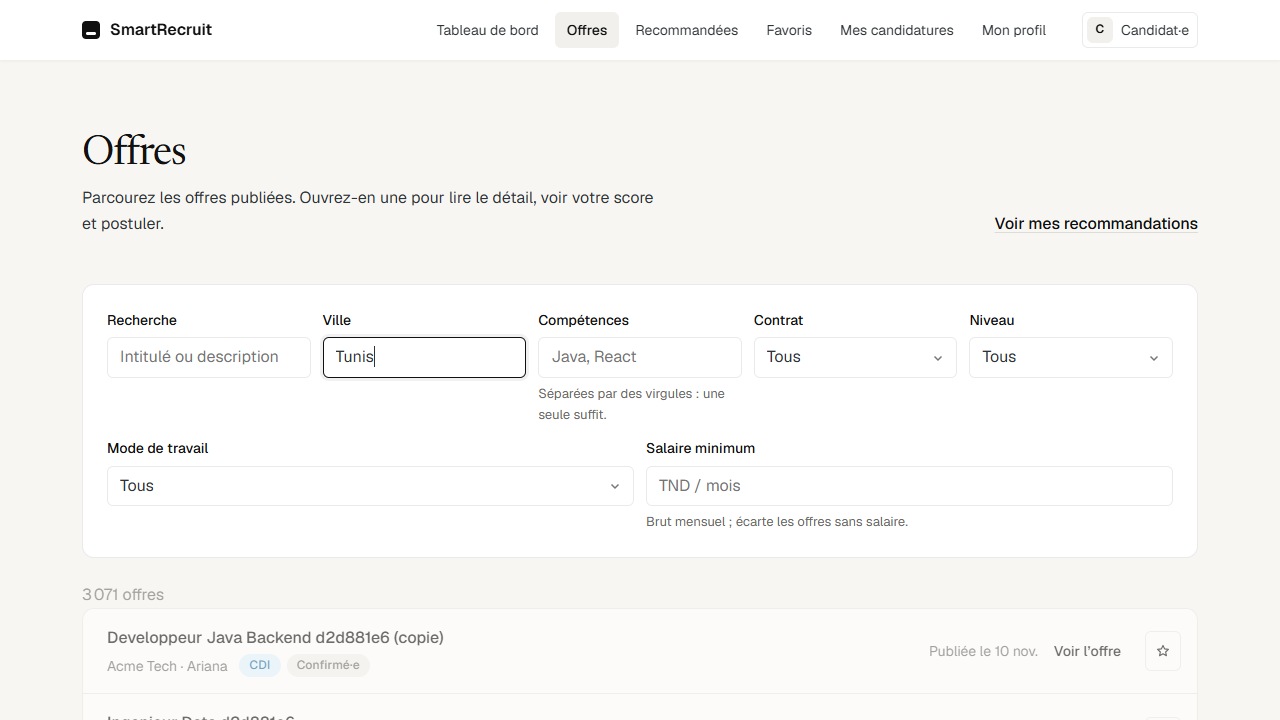 SmartRecruit
Tableau de bord
Offres
Recommandées
Favoris
Mes candidatures
Mon profil
C
Candidat·e
Offres
Parcourez les offres publiées. Ouvrez-en une pour lire le détail, voir votre score
et postuler.
Voir mes recommandations
Recherche
Ville
Compétences
Contrat
Niveau
Intitulé ou description
Tunis
Java, React
Tous
Tous
Séparées par des virgules : une
seule suffit.
Mode de travail
Salaire minimum
Tous
TND / mois
Brut mensuel ; écarte les offres sans salaire.
3 071 offres
Developpeur Java Backend d2d881e6 (copie)
Acme Tech · Ariana
CDI
Confirmé·e
Publiée le 10 nov.
Voir l’offre
Ingenieur Data d2d881e6